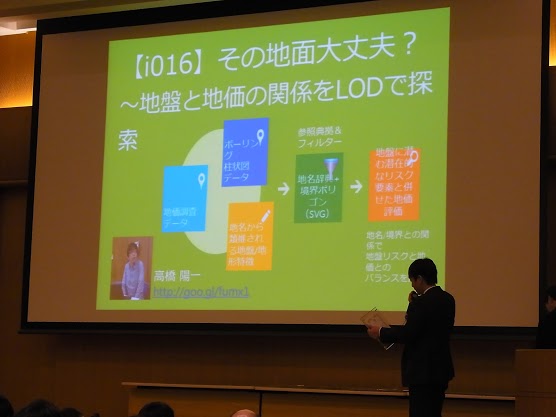 【i016】その地面大丈夫？
～地盤と地価の関係をLODで探
索
ボーリン
グ
柱状図
データ
地価調査
データ
地名から
類推され
る地盤/地
形特徴
参照典拠＆
フィルター
地名辞典+
境界ポリ
ゴン
（SVG）
地盤に潜
む潜在的
なリスク
要素と併
せた地価
評価
地名/境界との関
係で
地盤リスクと地
価との
バランスを
高橋 陽一
http://goo.gl/fumx1